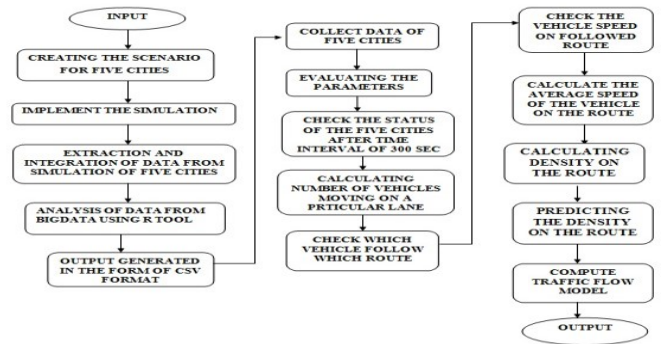 INPUT
CREATING THE SCENARIO
FOR FIVE CITIES
IMPLEMENT THE SIMULATION
EXTRACTION AND
INTEGRATION OF DATA FROM
SIMULATION OF FIVE CITIES
ANALYSIS OF DATA FROM
BIGDATA USING R TOOL
OUTPUT GENERATED
IN THE FORM OF CSV
FORMAT
COLLECT DATA OF
FIVE CITIES
EVALUATING THE
PARAMETERS
CHECK THE STATUS
OF THE FIVE CITIES
AFTER TIME
INTERVAL OF 300 SEC
CALCULATING
NUMBER OF VEHICLES
MOVING ON A
PRTICULAR LANE
CHECK WHICH
VEHICLE FOLLOW
WHICH ROUTE
CHECK THE
VEHICLE SPEED
ON FOLLOWED
ROUTE
CALCULATE THE
AVERAGE SPEED
OF THE VEHICLE
ON THE ROUTE
CALCULATING
DENSITY ON
THE ROUTE
PREDICTING
THE DENSITY
ON THE ROUTE
COMPUTE
TRAFFIC FLOW
MODEL
OUTPUT